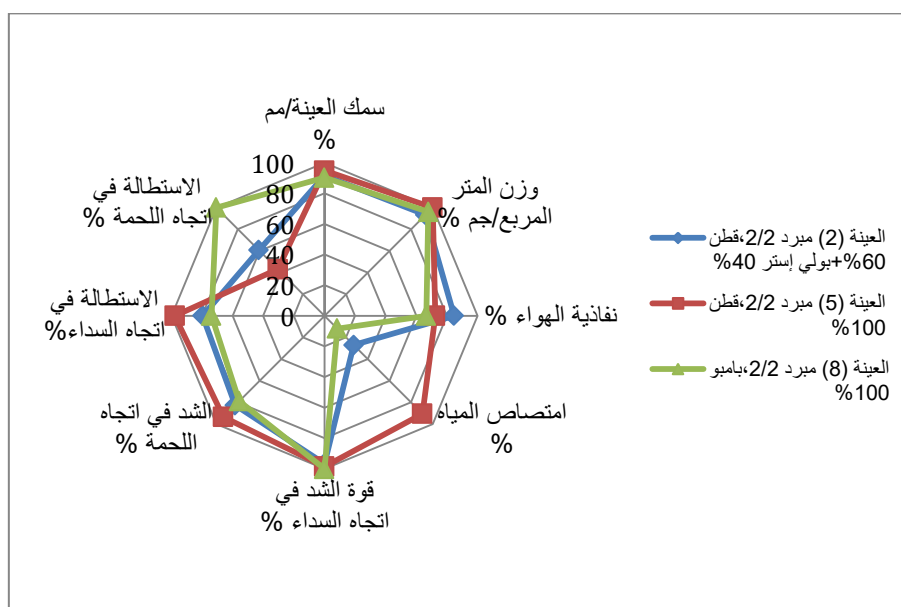 سمك العينة/مم
%
وزن المتر
المربع/جم %
نفاذية الهواء %
امتصاص المياه
%
قوة الشد في
اتجاه السداء %
الشد في اتجاه
اللحمة %
الاستطالة في
اتجاه السداء%
الاستطالة في
اتجاه اللحمة %
100
80
60
40
20
0
العينة (2) مبرد 2/2،قطن
60%+بولي إستر 40%
العينة (5) مبرد 2/2،قطن
100%
العينة (8) مبرد 2/2،بامبو
100%